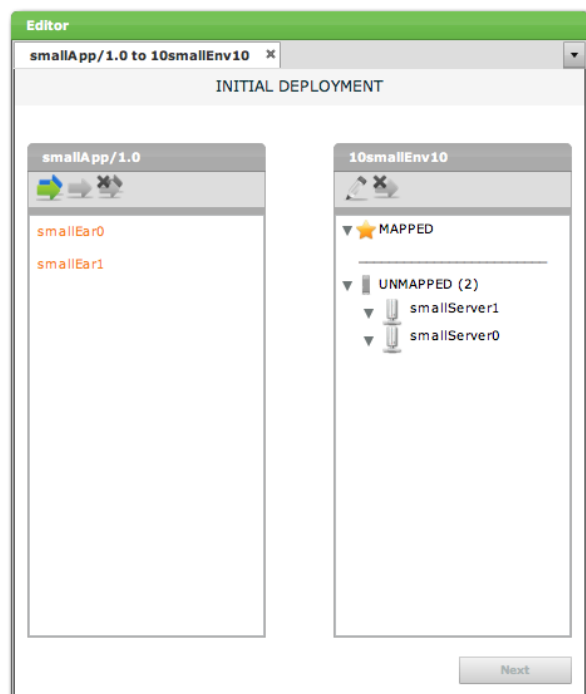 Editor
smallApp/1.0 to 10smallEnv10
INITIAL DEPLOYMENT
smallApp/1.0
smallEar0
smallEar1
10smallEnv10
MAPPED
UNMAPPED (2)
smallServer1
smallServer0
Next